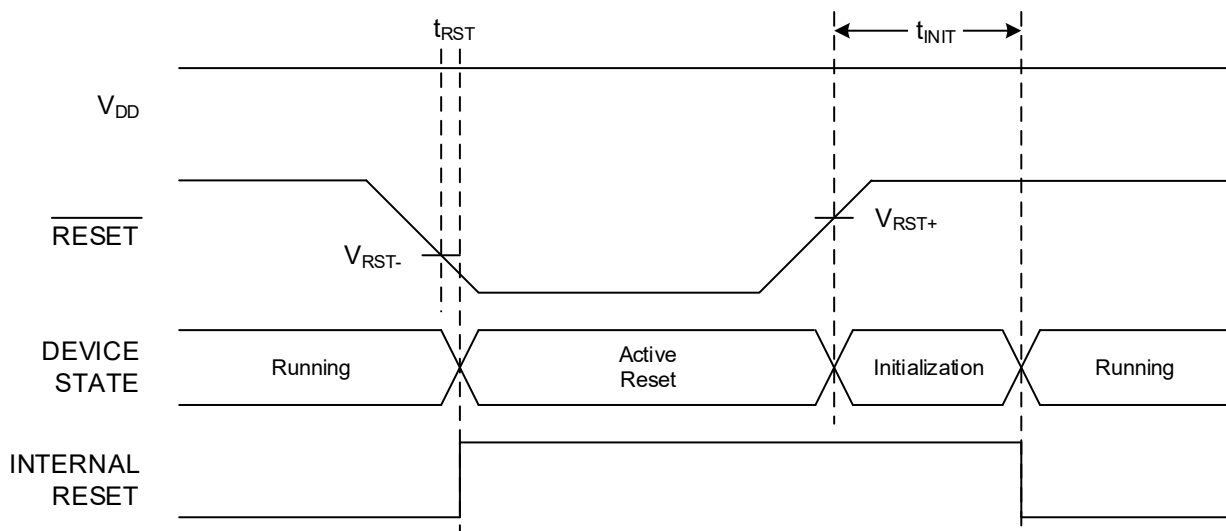 tRST
tINIT
VDD
RESET
VRST-
VRST+
DEVICE
STATE
Running
Active
Reset
Initialization
Running
INTERNAL
RESET